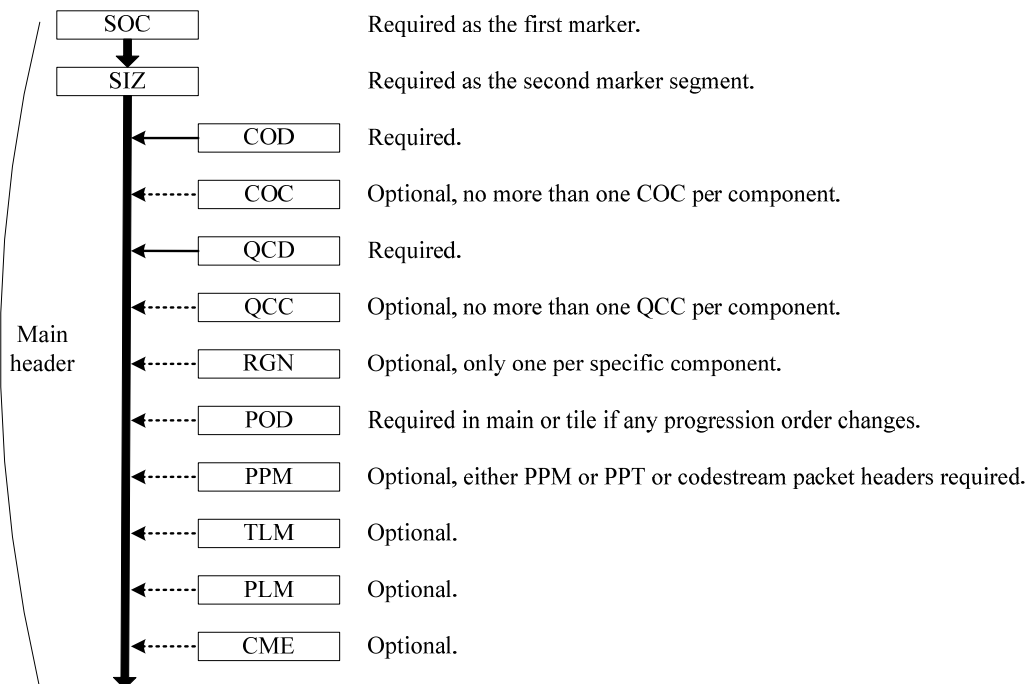 SOC Required as the first marker.
SIZ Required as the second marker segment.
COD Required.
COC Optional, no more than one COC per component.
QCD Required.
QCC Optional, no more than one QCC per component.
Main
header
RGN Optional, only one per specific component.
POD Required in main or tile if any progression order changes.
PPM Optional, either PPM or PPT or codestream packet headers required.
TLM Optional.
PLM Optional.
CME Optional.